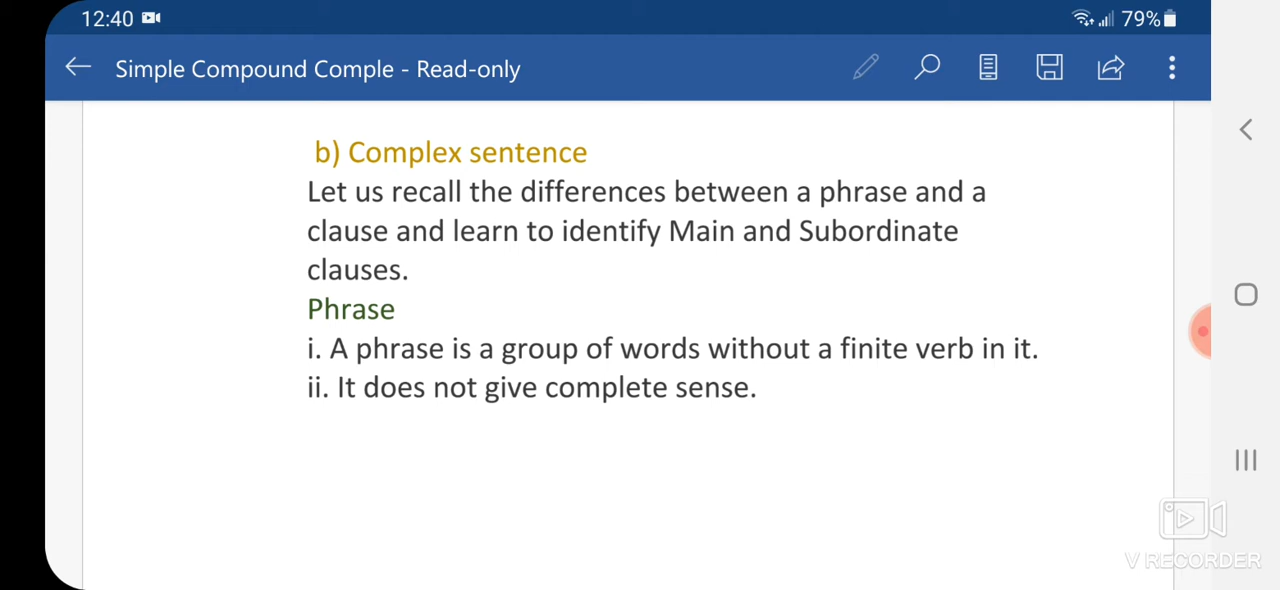 12:40
79%
Simple Compound Comple - Read-only
b) Complex sentence
Let us recall the differences between a phrase and a
clause and learn to identify Main and Subordinate
clauses.
Phrase
i. A phrase is a group of words without a finite verb in it.
ii. It does not give complete sense.
V RECORDER